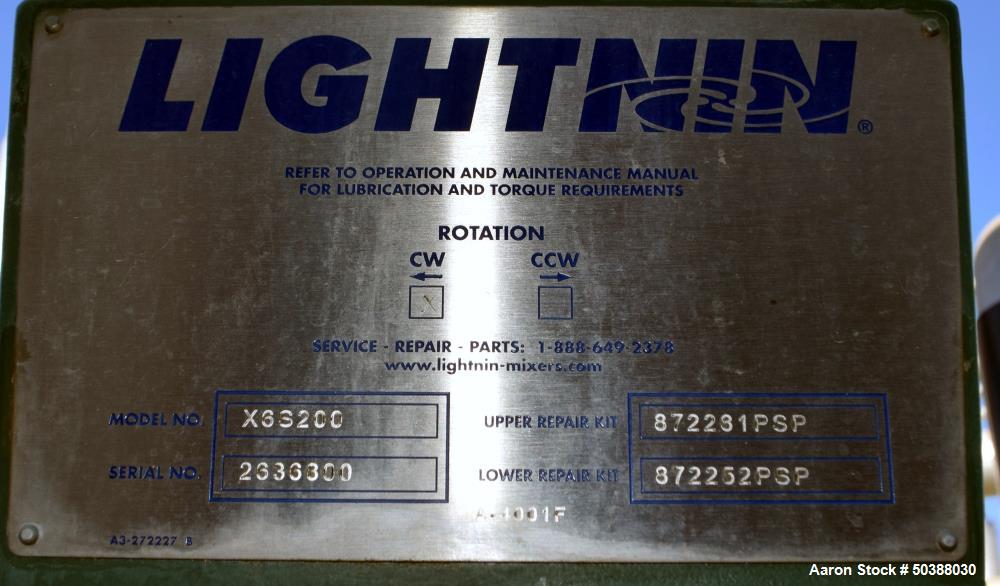 LIGHTNIN®
REFER TO OPERATION AND MAINTENANCE MANUAL
FOR LUBRICATION AND TORQUE REQUIREMENTS
ROTATION
CW CCW
X
SERVICE - REPAIR - PARTS: 1-888-649-2378
www.lightnin-mixers.com
MODEL NO. X6S200 UPPER REPAIR KIT 872281PSP
SERIAL NO. 2636300 LOWER REPAIR KIT 872252PSP
A-4001F
A3-272227 B
Aaron Stock # 50388030